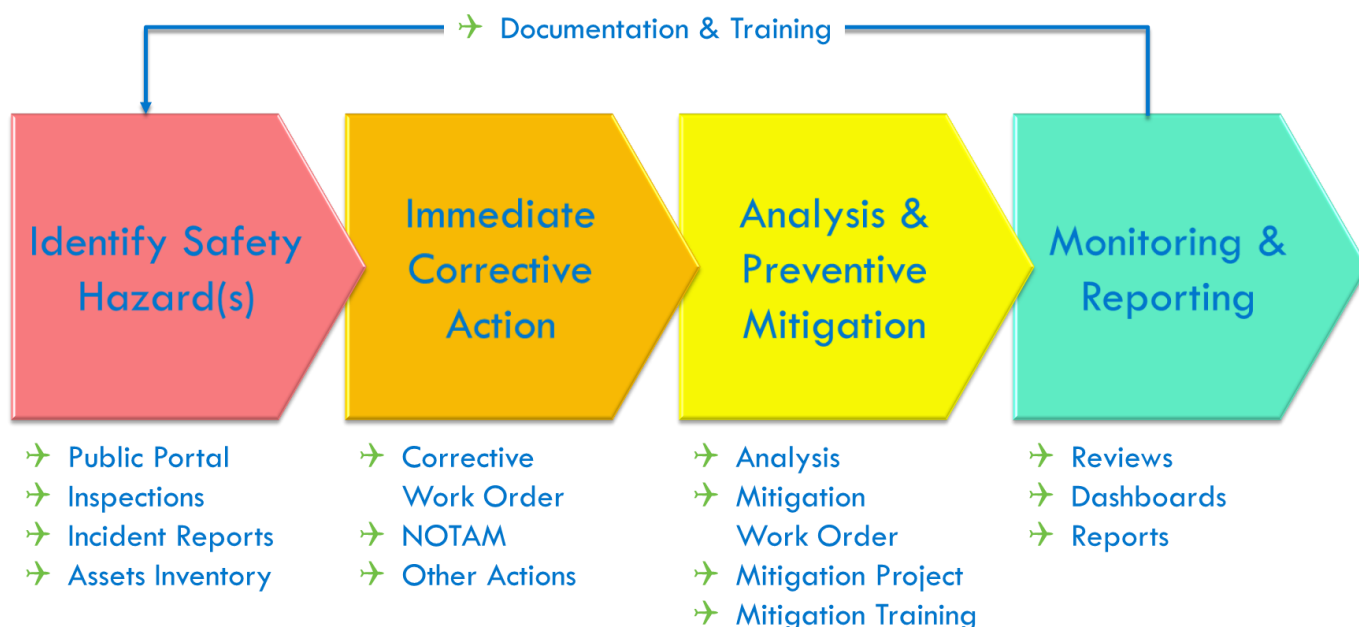 Documentation & Training
Identify Safety
Hazard(s)
Immediate
Corrective
Action
Analysis &
Preventive
Mitigation
Monitoring &
Reporting
Public Portal
Inspections
Incident Reports
Assets Inventory
Corrective
Work Order
NOTAM
Other Actions
Analysis
Mitigation
Work Order
Mitigation Project
Mitigation Training
Reviews
Dashboards
Reports